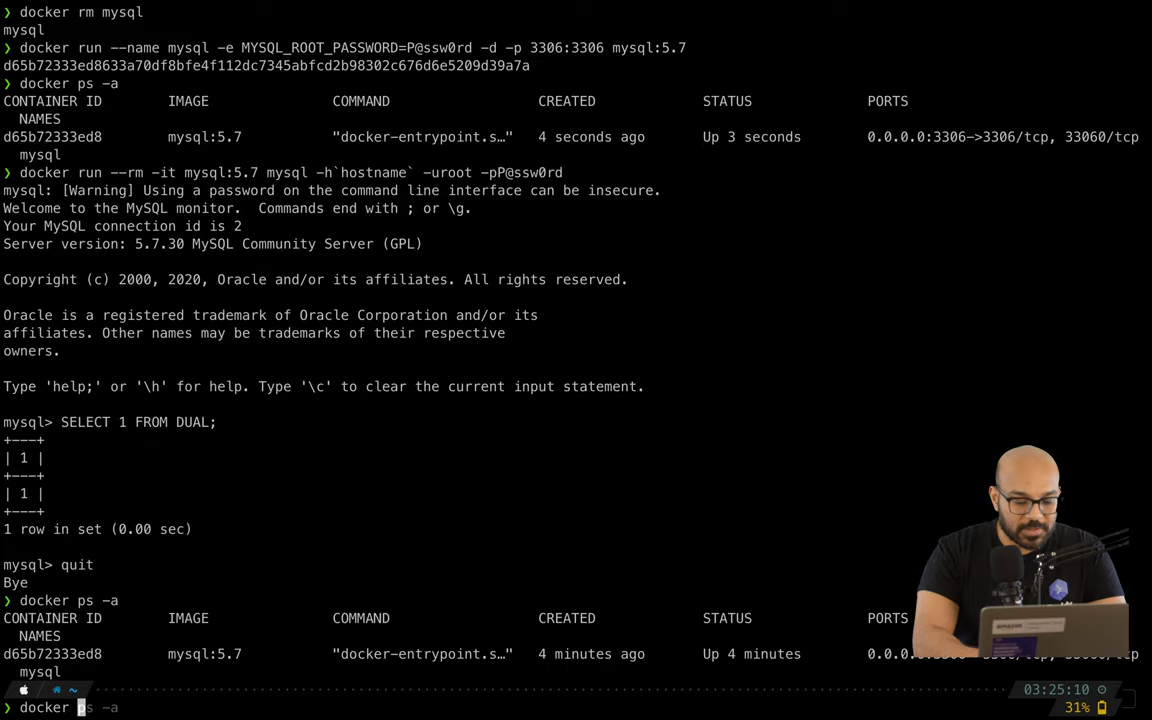 ❯ docker rm mysql
mysql
❯ docker run --name mysql -e MYSQL_ROOT_PASSWORD=P@ssw0rd -d -p 3306:3306 mysql:5.7
d65b72333ed8633a70df8bfe4f112dc7345abfcd2b98302c676d6e5209d39a7a
❯ docker ps -a
CONTAINER ID IMAGE COMMAND CREATED STATUS PORTS
NAMES
d65b72333ed8 mysql:5.7 "docker-entrypoint.s…" 4 seconds ago Up 3 seconds 0.0.0.0:3306->3306/tcp, 33060/tcp
mysql
❯ docker run --rm -it mysql:5.7 mysql -h`hostname` -uroot -pP@ssw0rd
mysql: [Warning] Using a password on the command line interface can be insecure.
Welcome to the MySQL monitor.  Commands end with ; or \g.
Your MySQL connection id is 2
Server version: 5.7.30 MySQL Community Server (GPL)
Copyright (c) 2000, 2020, Oracle and/or its affiliates. All rights reserved.
Oracle is a registered trademark of Oracle Corporation and/or its
affiliates. Other names may be trademarks of their respective
owners.
Type 'help;' or '\h' for help. Type '\c' to clear the current input statement.
mysql> SELECT 1 FROM DUAL;
+---+
| 1 |
+---+
| 1 |
+---+
1 row in set (0.00 sec)
mysql> quit
Bye
❯ docker ps -a
CONTAINER ID IMAGE COMMAND CREATED STATUS PORTS
NAMES
d65b72333ed8 mysql:5.7 "docker-entrypoint.s…" 4 minutes ago Up 4 minutes 0.0.0.0:3306->3306/tcp, 33060/tcp
mysql
~ 03:25:10
❯ docker ps -a 31%